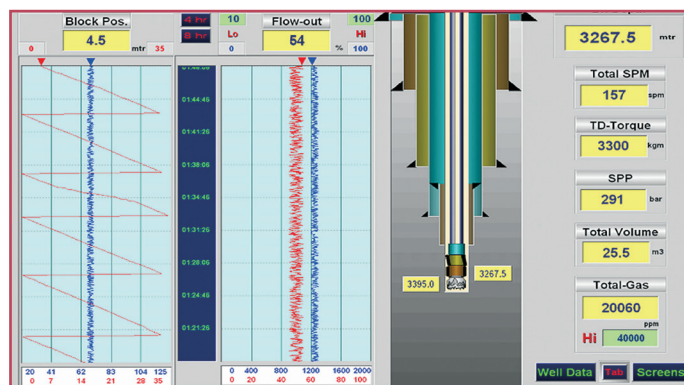 Block Pos.
0 4.5 mtr 35
4 hr
8 hr
10 Flow-out 100
Lo 54 Hi
0 % 100
01:44:45
01:41:26
01:38:06
01:34:45
01:31:25
01:28:06
01:24:45
01:21:25
20 41 62 83 104 125
0 7 14 21 28 35
0 400 800 1200 1600 2000
0 20 40 60 80 100
3395.0
3267.5
3267.5 mtr
Total SPM
157 spm
TD-Torque
3300 kgm
SPP
291 bar
Total Volume
25.5 m3
Total-Gas
20060
ppm
Hi 40000
Well Data Tab Screens